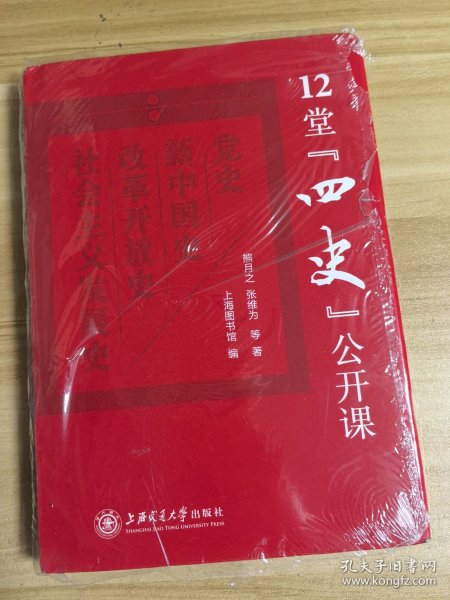 12堂『四史』公开课
党史
新中国史
改革开放史
社会主义发展史
熊月之 张维为 等 著
上海图书馆 编
上海交通大学出版社
SHANGHAI JIAO TONG UNIVERSITY PRESS
孔夫子旧书网
www.kongfz.com